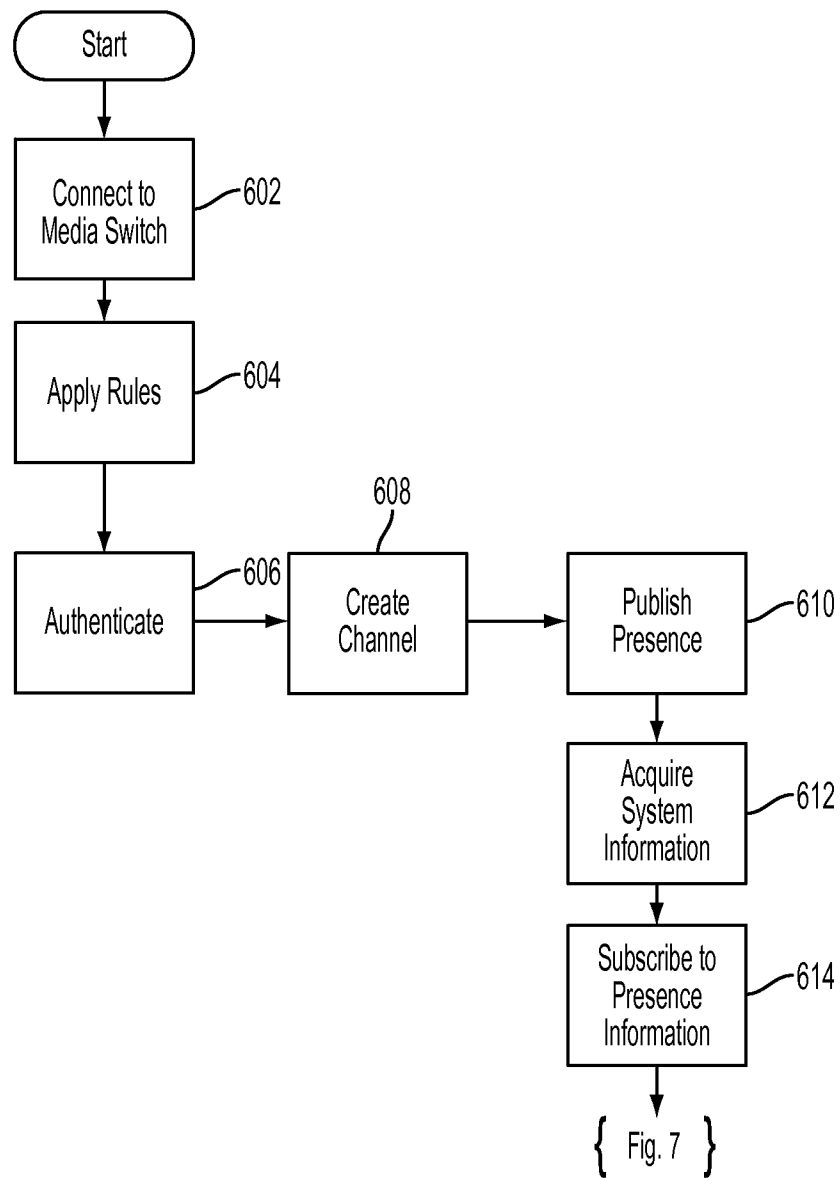 Start
Connect to
Media Switch
602
Apply Rules
604
Authenticate
606
608
Create
Channel
Publish
Presence
610
Acquire
System
Information
612
Subscribe to
Presence
Information
614
{ Fig. 7 }